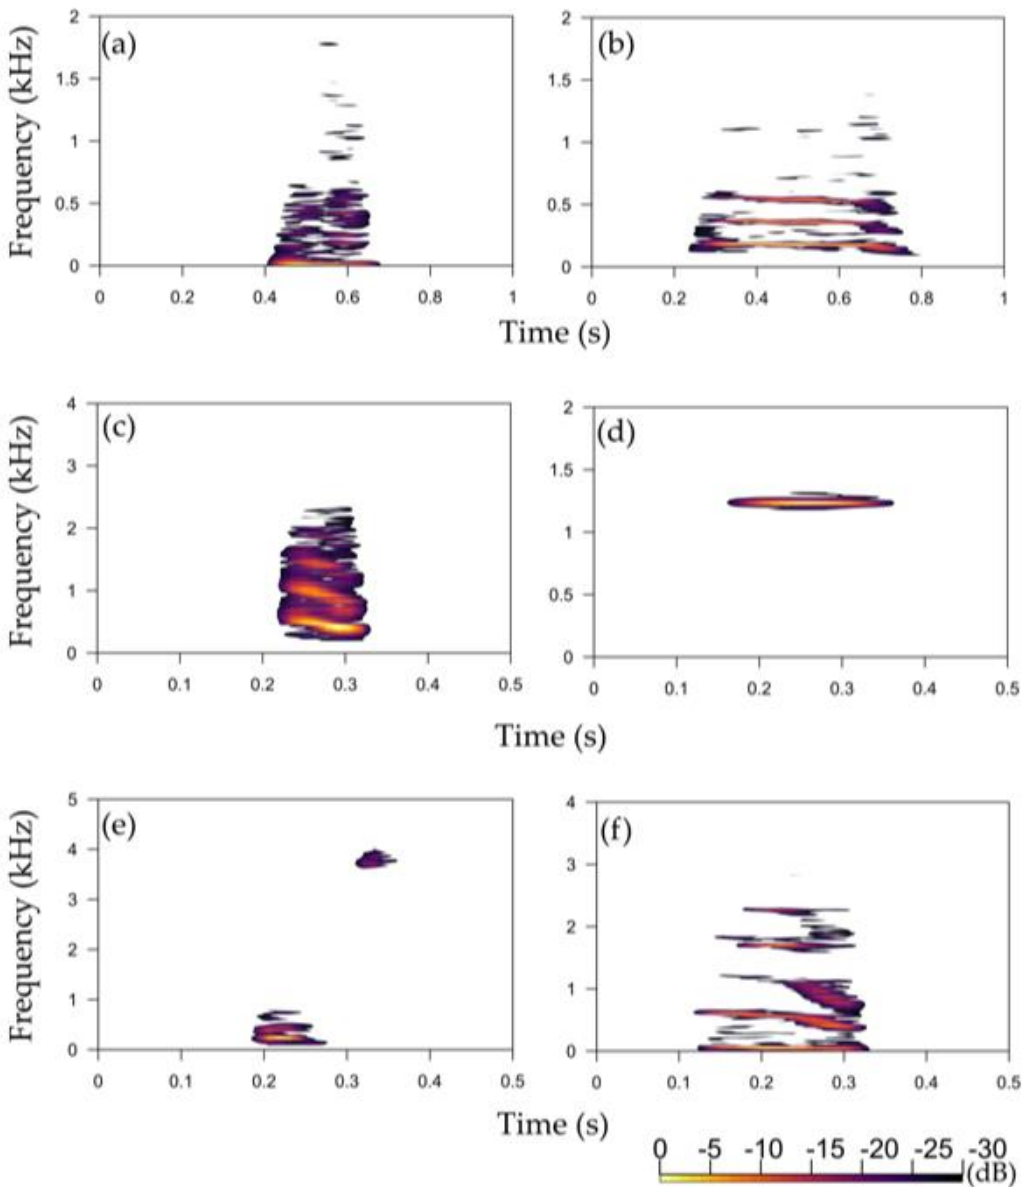 2 2
(a) (b)
1.5 1.5
Frequency (kHz)
1 1
0.5 0.5
0 0
0 0.2 0.4 0.6 0.8 1 0 0.2 0.4 0.6 0.8 1
Time (s)
4 2
(c) (d)
3 1.5
Frequency (kHz)
2 1
1 0.5
0 0
0 0.1 0.2 0.3 0.4 0.5 0 0.1 0.2 0.3 0.4 0.5
Time (s)
5 4
(e) (f)
4 3
Frequency (kHz)
3
2 2
1 1
0 0
0 0.1 0.2 0.3 0.4 0.5 0 0.1 0.2 0.3 0.4 0.5
Time (s)
0 -5 -10 -15 -20 -25 -30
(dB)